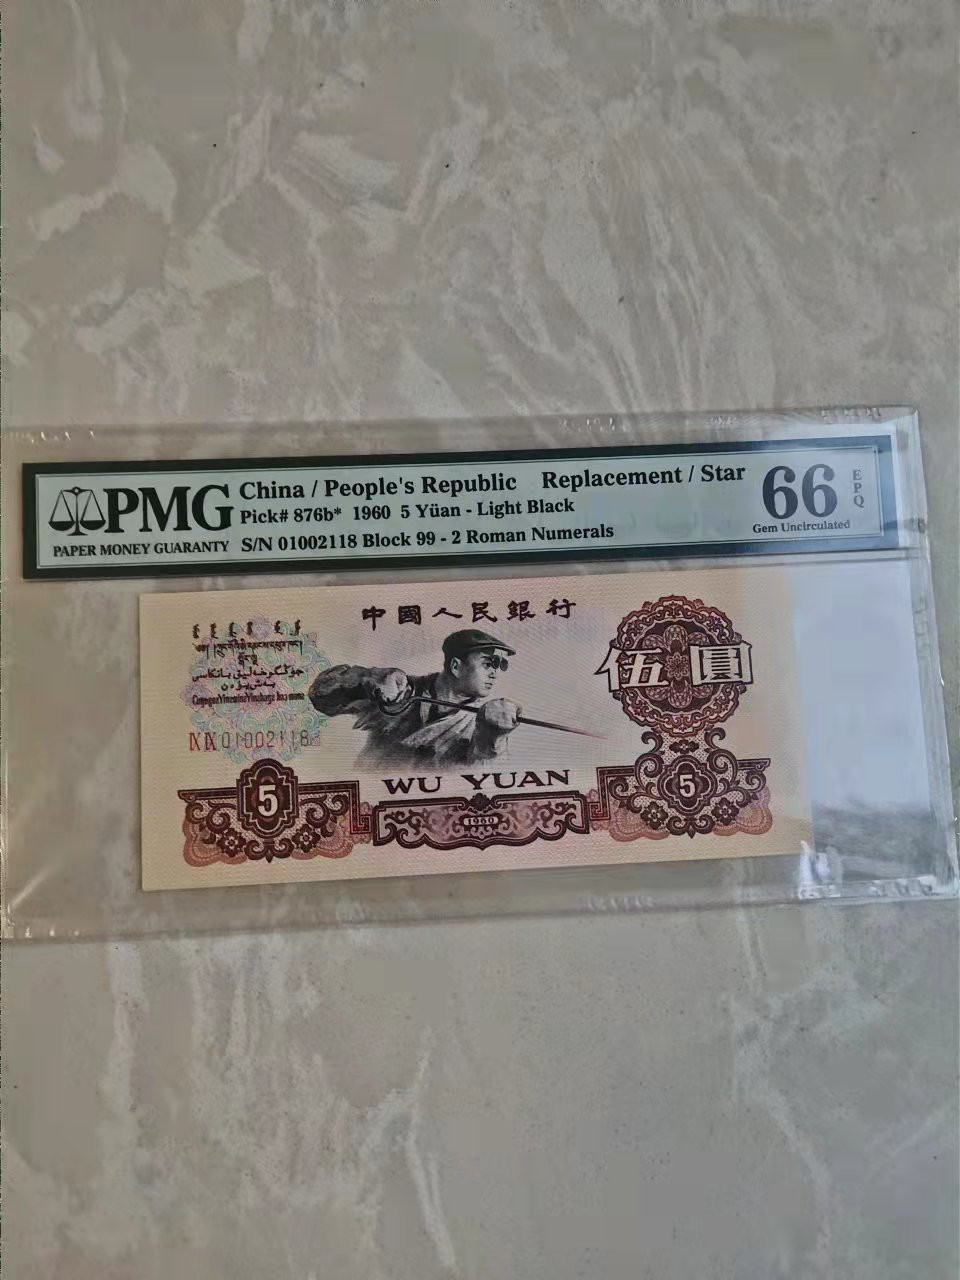 PMG
PAPER MONEY GUARANTY
China / People's Republic Replacement / Star
Pick# 876b* 1960 5 Yüan - Light Black
S/N 01002118 Block 99 - 2 Roman Numerals
66
EPQ
Gem Uncirculated
中國人民銀行
伍圓
IX IX 01002118
WU YUAN
5
1960
5